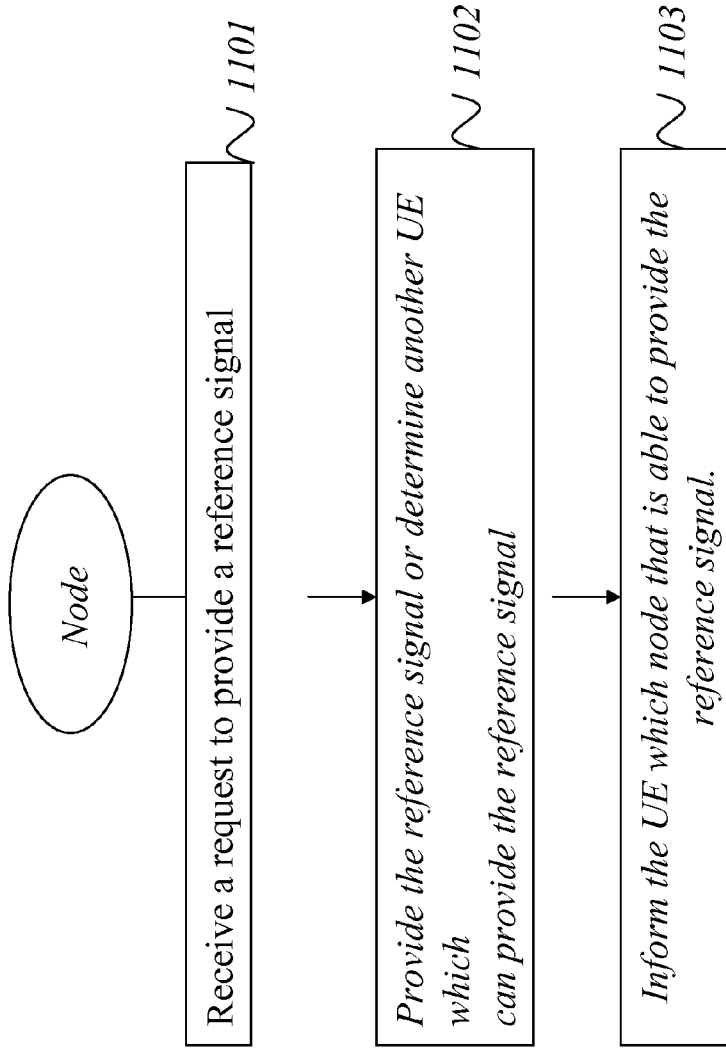 Node
Receive a request to provide a reference signal
1101
Provide the reference signal or determine another UE
which
can provide the reference signal
1102
Inform the UE which node that is able to provide the
reference signal.
1103